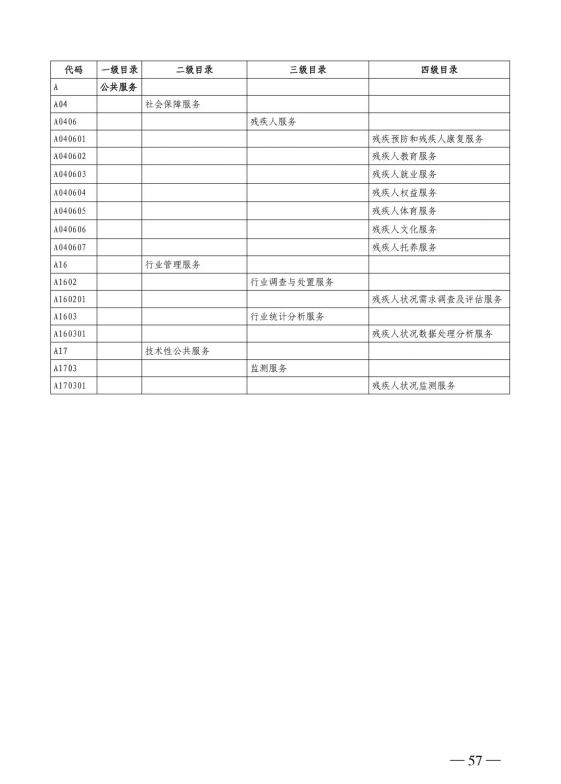 代码 一级目录 二级目录 三级目录 四级目录
A 公共服务
A04 社会保障服务
A0406 残疾人服务
A040601 残疾预防和残疾人康复服务
A040602 残疾人教育服务
A040603 残疾人就业服务
A040604 残疾人权益服务
A040605 残疾人体育服务
A040606 残疾人文化服务
A040607 残疾人托养服务
A16 行业管理服务
A1602 行业调查与处置服务
A160201 残疾人状况需求调查及评估服务
A1603 行业统计分析服务
A160301 残疾人状况数据处理分析服务
A17 技术性公共服务
A1703 监测服务
A170301 残疾人状况监测服务
— 57 —